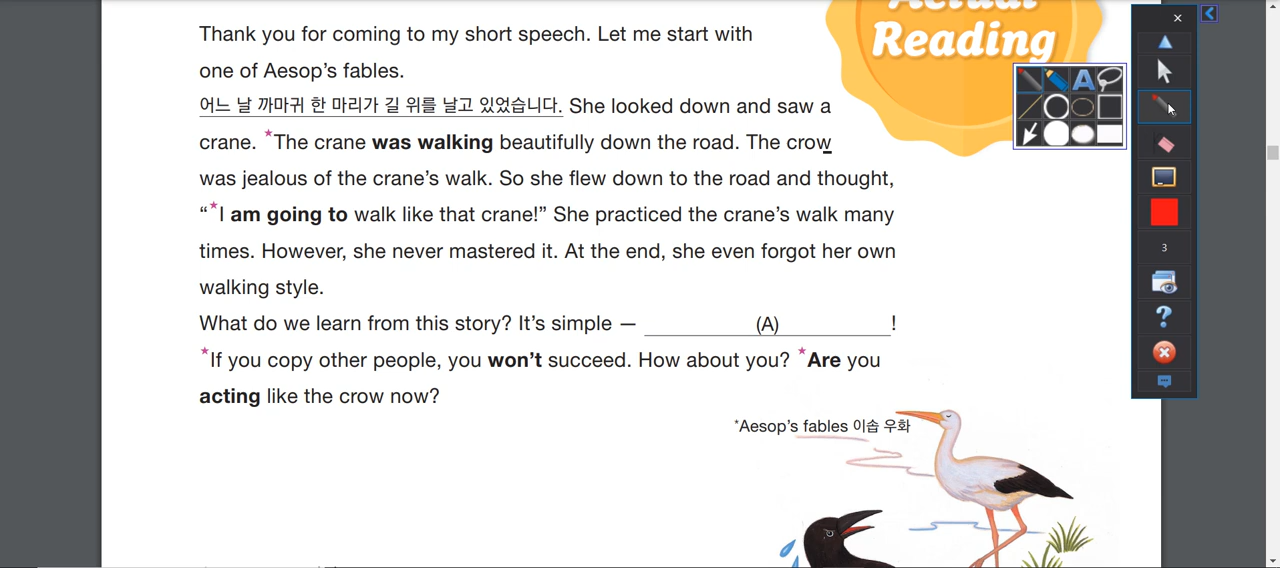 Actual
Reading
Thank you for coming to my short speech. Let me start with
one of Aesop’s fables.
어느 날 까마귀 한 마리가 길 위를 날고 있었습니다. She looked down and saw a
crane. *The crane was walking beautifully down the road. The crow
was jealous of the crane’s walk. So she flew down to the road and thought,
“*I am going to walk like that crane!” She practiced the crane’s walk many
times. However, she never mastered it. At the end, she even forgot her own
walking style.
What do we learn from this story? It’s simple — (A) !
*If you copy other people, you won’t succeed. How about you? *Are you
acting like the crow now?
*Aesop’s fables 이솝 우화
3